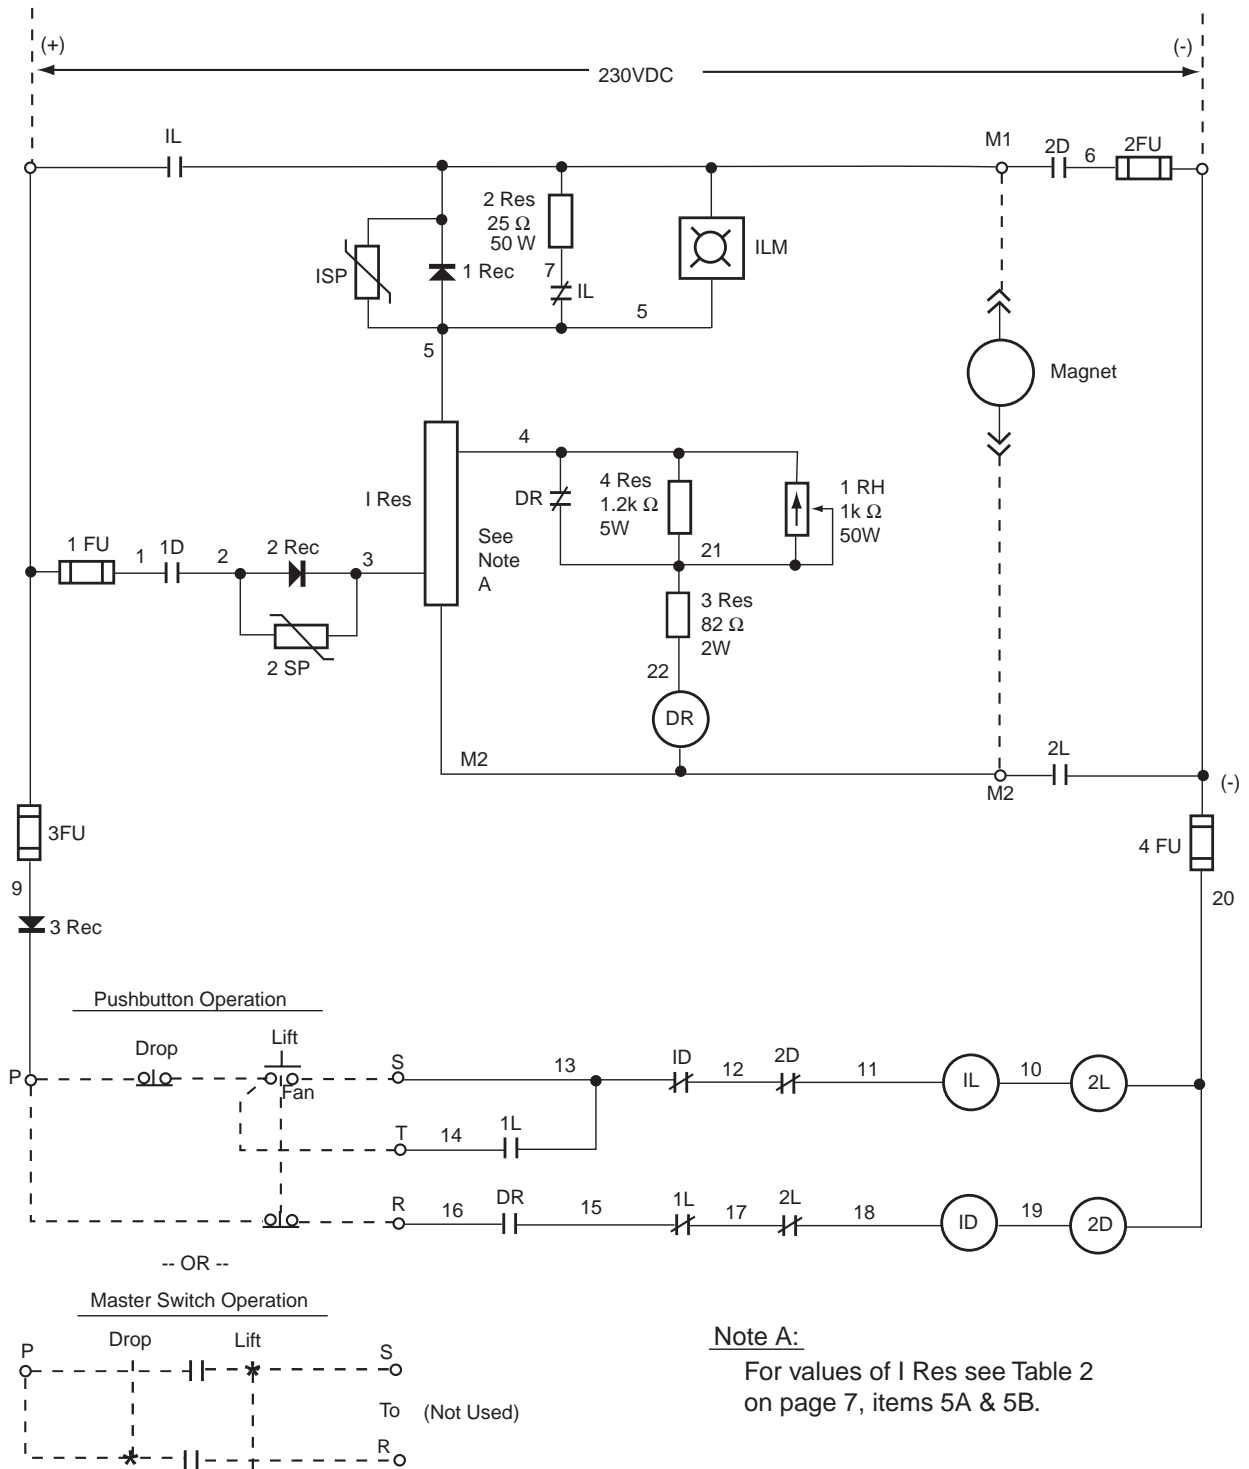 (+)
(-)
230VDC
IL
M1
2D
6
2FU
2 Res
25 Ω
50 W
ISP
1 Rec
7
IL
ILM
5
5
Magnet
4
I Res
DR
4 Res
1.2k Ω
5W
1 RH
1k Ω
50W
See
Note
A
1 FU
1
1D
2
2 Rec
3
21
3 Res
82 Ω
2W
2 SP
22
DR
M2
2L
M2
(-)
3FU
4 FU
9
20
3 Rec
Pushbutton Operation
Drop
Lift
Fan
P
S
13
ID
12
2D
11
IL
10
2L
T
14
1L
R
16
DR
15
1L
17
2L
18
ID
19
2D
-- OR --
Master Switch Operation
Drop
Lift
P
S
To
(Not Used)
R
Note A:
For values of I Res see Table 2
on page 7, items 5A & 5B.